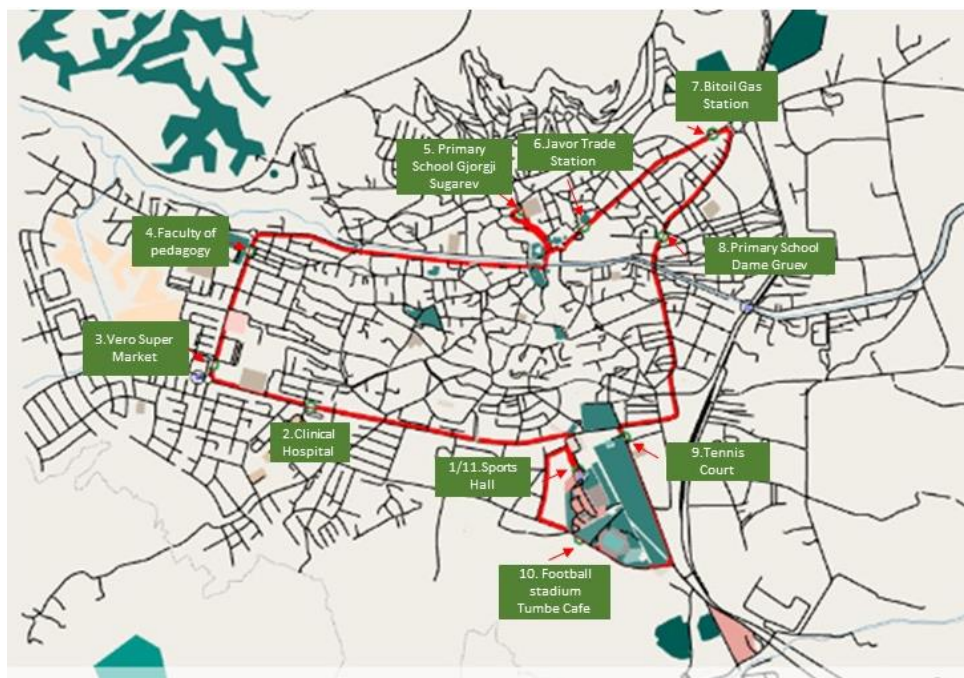 7.Bitoil Gas
Station
6.Javor Trade
Station
5. Primary
School Gjorgji
Sugarev
4.Faculty of
pedagogy
8.Primary School
Dame Gruev
3.Vero Super
Market
2.Clinical
Hospital
1/11.Sports
Hall
9.Tennis
Court
10. Football
stadium
Tumbe Cafe